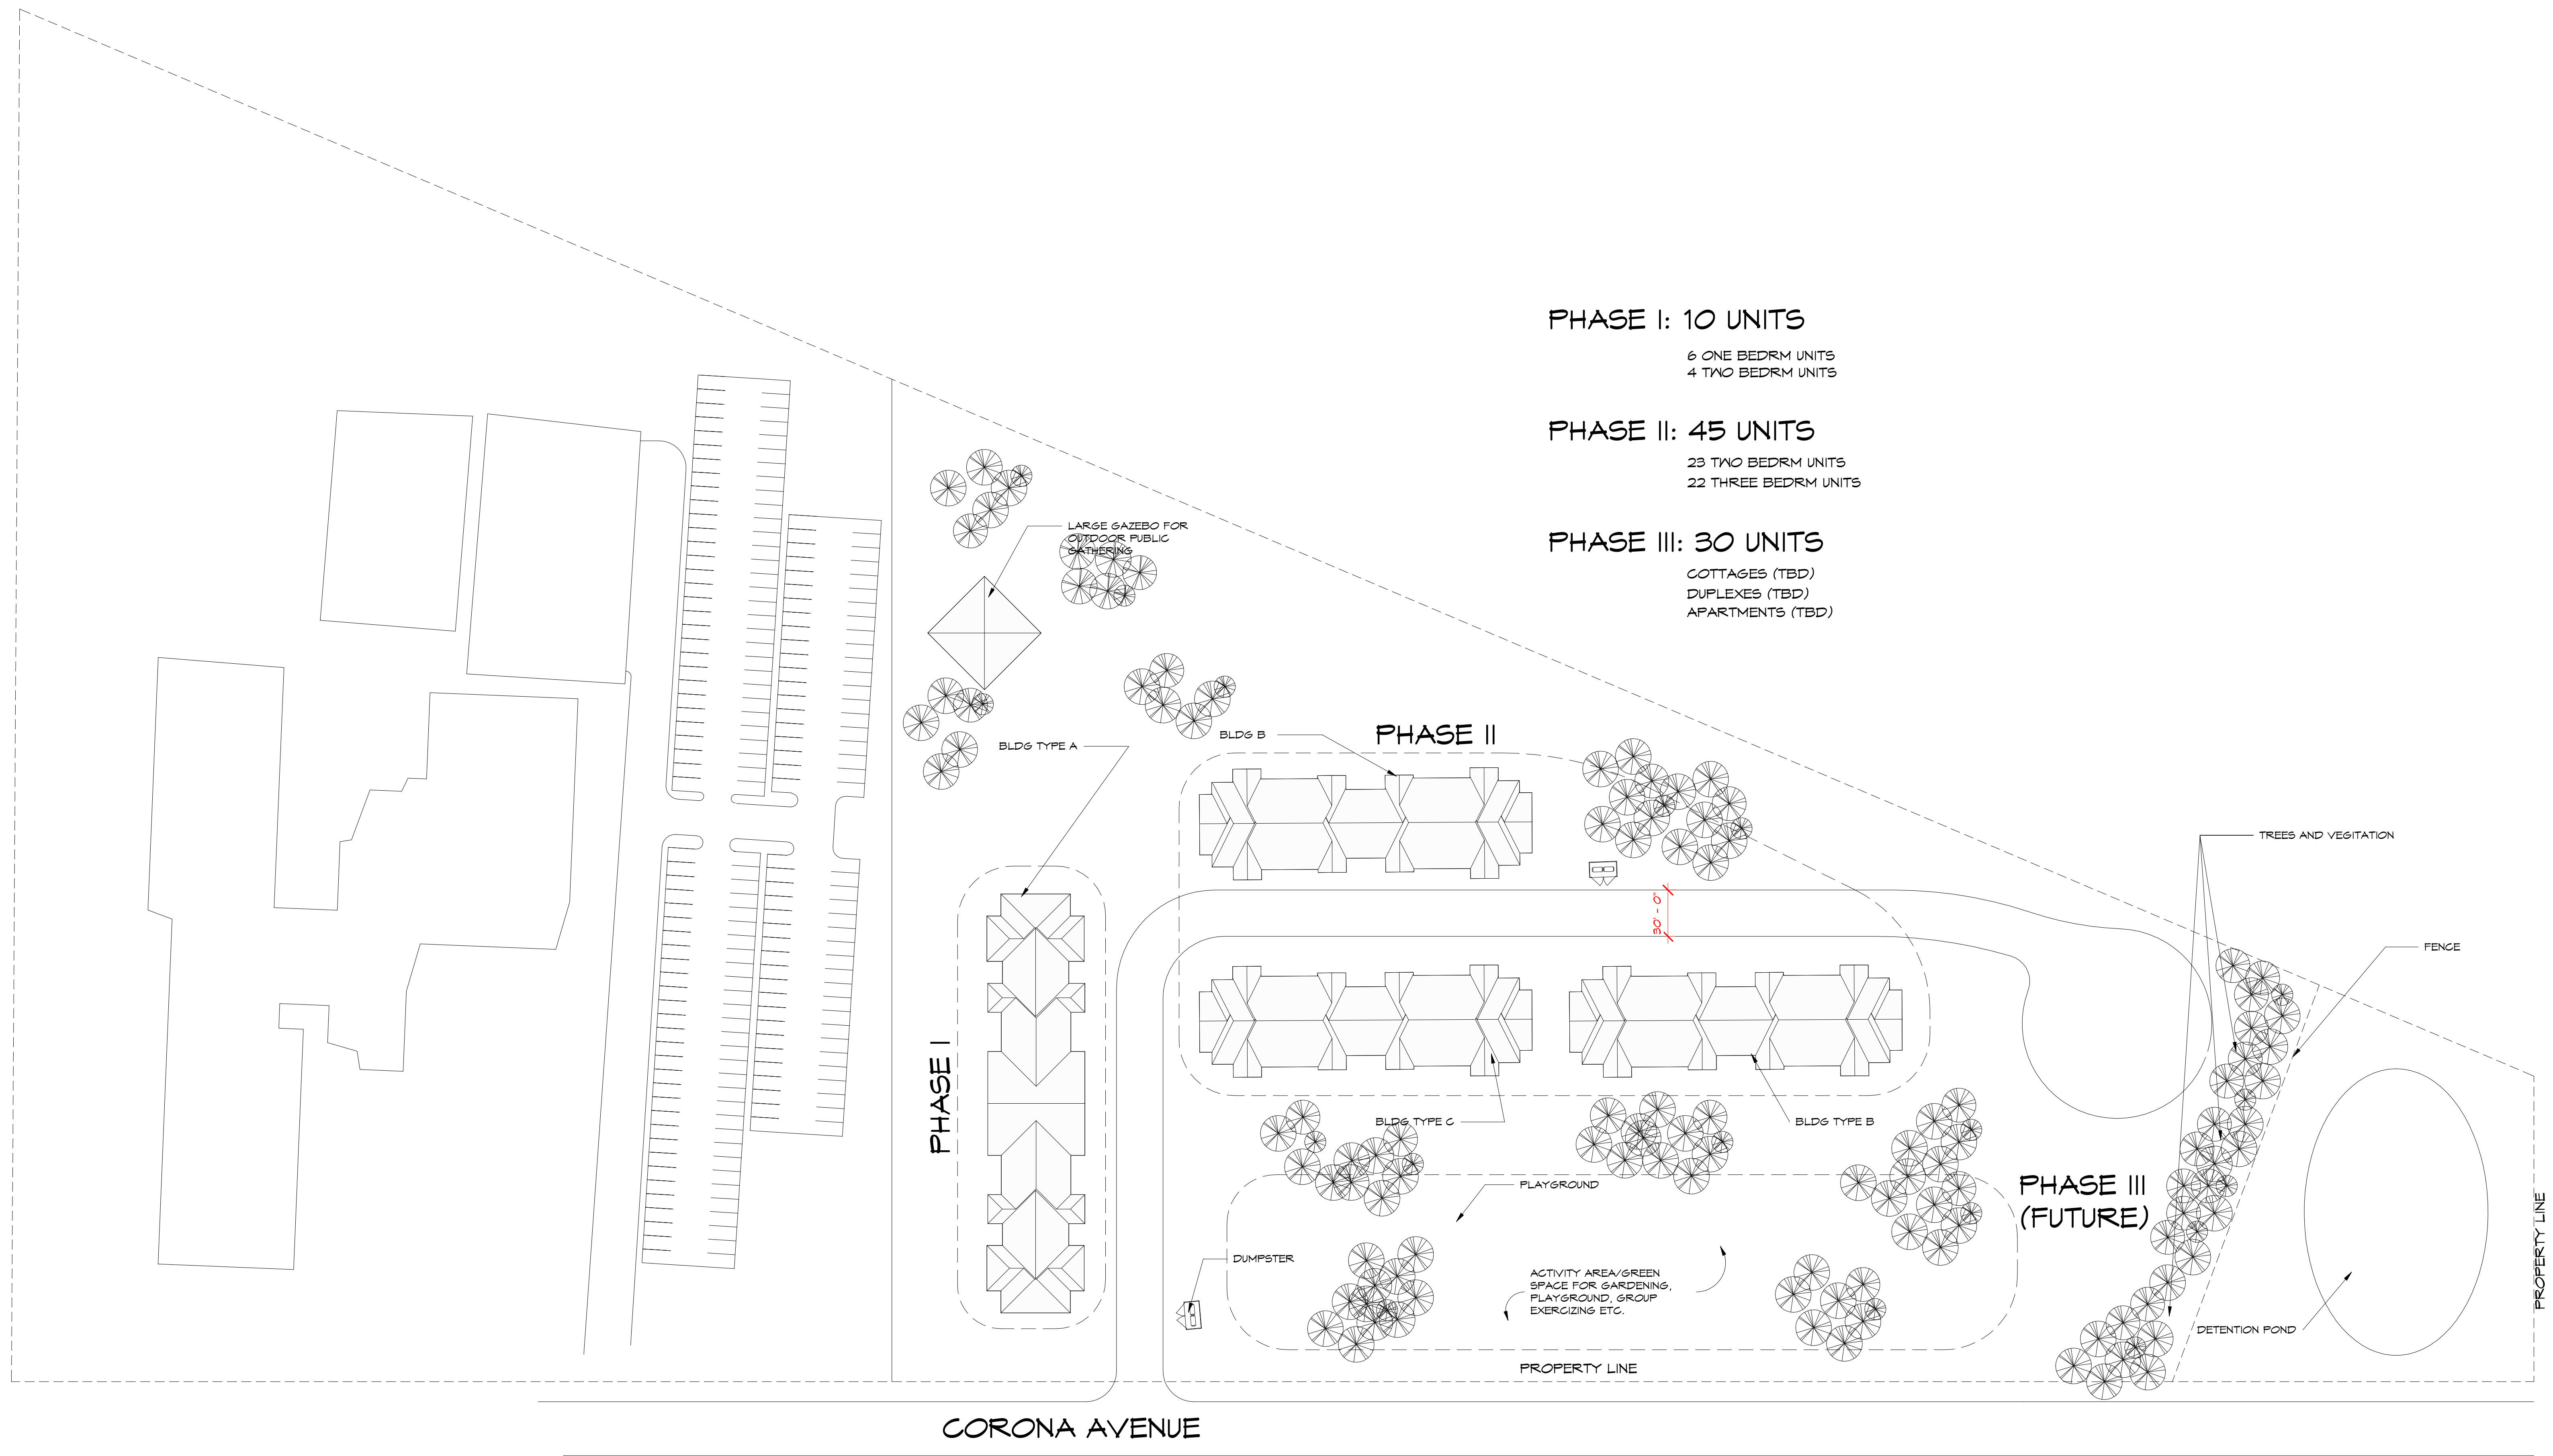 PHASE I: 10 UNITS
6 ONE BEDRM UNITS
4 TWO BEDRM UNITS
PHASE II: 45 UNITS
23 TWO BEDRM UNITS
22 THREE BEDRM UNITS
PHASE III: 30 UNITS
COTTAGES (TBD)
DUPLEXES (TBD)
APARTMENTS (TBD)
LARGE GAZEBO FOR
OUTDOOR PUBLIC
GATHERING
BLDG TYPE A
BLDG B
PHASE II
TREES AND VEGITATION
30' - 0"
FENCE
PHASE I
BLDG TYPE C
BLDG TYPE B
PLAYGROUND
PHASE III
(FUTURE)
PROPERTY LINE
DUMPSTER
ACTIVITY AREA/GREEN
SPACE FOR GARDENING,
PLAYGROUND, GROUP
EXERCIZING ETC.
DETENTION POND
PROPERTY LINE
CORONA AVENUE